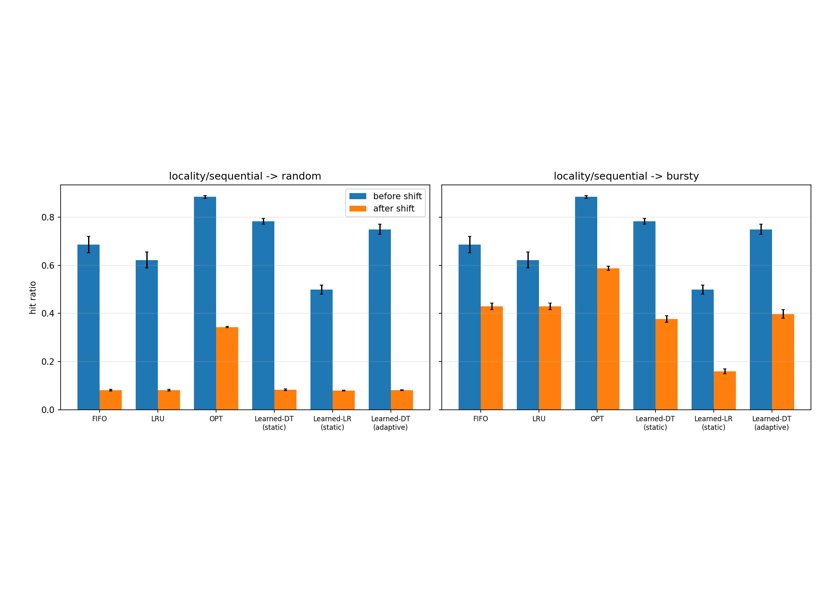 locality/sequential -> random
before shift
after shift
hit ratio
0.8
0.6
0.4
0.2
0.0
FIFO
LRU
OPT
Learned-DT
(static)
Learned-LR
(static)
Learned-DT
(adaptive)
locality/sequential -> bursty
FIFO
LRU
OPT
Learned-DT
(static)
Learned-LR
(static)
Learned-DT
(adaptive)